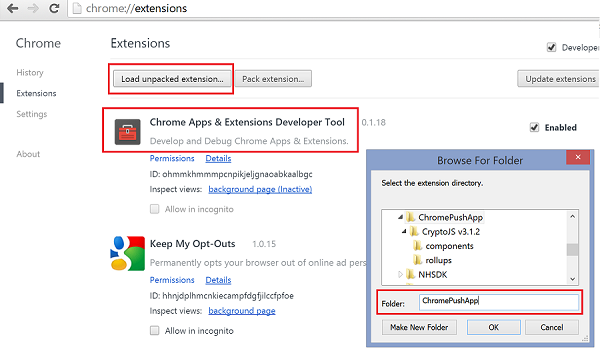 chrome://extensions
Chrome
Extensions
Developer
History
Extensions
Settings
About
Load unpacked extension...
Pack extension...
Update extensions
Chrome Apps & Extensions Developer Tool 0.1.18
Enabled
Develop and Debug Chrome Apps & Extensions.
Permissions Details
ID: ohmmkhmmmpcnpikjeljgnaoabkaalbgc
Inspect views: background page (Inactive)
Allow in incognito
Keep My Opt-Outs 1.0.15
Permanently opts your browser out of online ad pers
Permissions Details
ID: hhnjdplhmcnkiecampfdgfjilccfpfoe
Inspect views: background page
Allow in incognito
Browse For Folder
Select the extension directory.
ChromePushApp
CryptoJS v3.1.2
components
rollups
NHSDK
Folder: ChromePushApp
Make New Folder
OK
Cancel